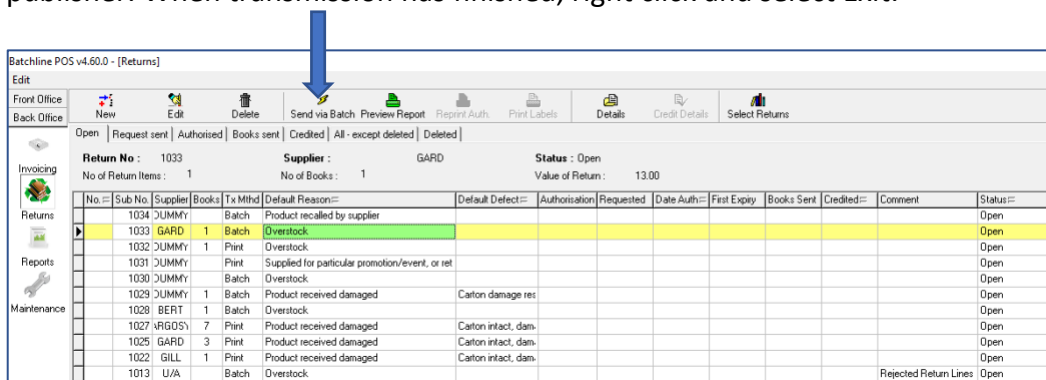 publisher. When transmission has finished, right click and select Exit.
Batchline POS v4.60.0 - [Returns]
Edit
Front Office
Back Office
New Edit Delete Send via Batch Preview Report Reprint Auth. Print Labels Details Credit Details Select Returns
Open Request sent Authorised Books sent Credited All - except deleted Deleted
Return No : 1033 Supplier : GARD Status : Open
No of Return Items : 1 No of Books : 1 Value of Return : 13.00
Invoicing
Returns
Reports
Maintenance
No. Sub No. Supplier Books Tx Mthd Default Reason Default Defect Authorisation Requested Date Auth First Expiry Books Sent Credited Comment Status
1034 DUMMY Batch Product recalled by supplier Open
1033 GARD 1 Batch Overstock Open
1032 DUMMY 1 Print Overstock Open
1031 DUMMY Print Supplied for particular promotion/event, or ret Open
1030 DUMMY Batch Overstock Open
1029 DUMMY 1 Batch Product received damaged Carton damage res Open
1028 BERT 1 Batch Overstock Open
1027 ARGOSY 7 Print Product received damaged Carton intact, dam Open
1025 GARD 3 Print Product received damaged Carton intact, dam Open
1022 GILL 1 Print Product received damaged Carton intact, dam Open
1013 U/A Batch Overstock Rejected Return Lines Open